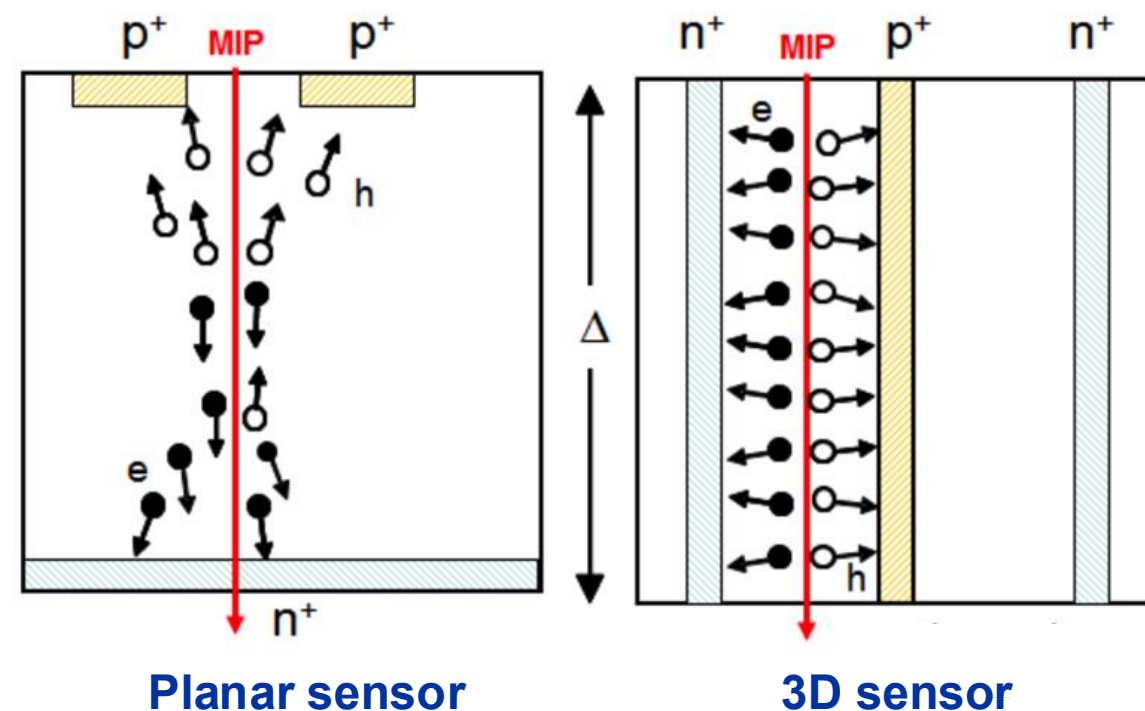 p⁺ MIP p⁺
h
e
n⁺
Planar sensor
Δ
n⁺ MIP p⁺ n⁺
e
h
3D sensor